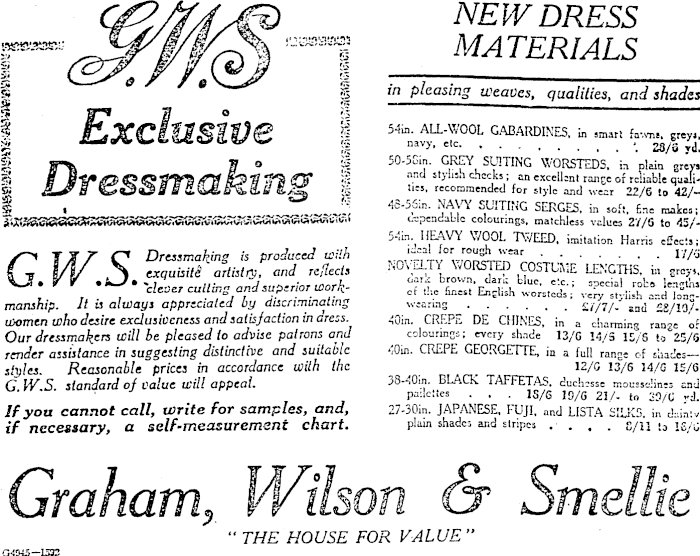 G.W.S
Exclusive
Dressmaking
G.W.S. Dressmaking is produced with
exquisite artistry, and reflects
clever cutting and superior work-
manship. It is always appreciated by discriminating
women who desire exclusiveness and satisfaction in dress.
Our dressmakers will be pleased to advise patrons and
render assistance in suggesting distinctive and suitable
styles. Reasonable prices in accordance with the
G.W.S. standard of value will appeal.
If you cannot call, write for samples, and,
if necessary, a self-measurement chart.
NEW DRESS
MATERIALS
in pleasing weaves, qualities, and shades
54in. ALL-WOOL GABARDINES, in smart fawns, greys,
navy, etc. . . . . . . . 28/6 yd.
50-56in. GREY SUITING WORSTEDS, in plain greys
and stylish checks; an excellent range of reliable quali-
ties, recommended for style and wear 22/6 to 42/-
48-56in. NAVY SUITING SERGES, in soft, fine makes;
dependable colourings, matchless values 27/6 to 45/-
54in. HEAVY WOOL TWEED, imitation Harris effects;
ideal for rough wear . . . . . . . 17/6
NOVELTY WORSTED COSTUME LENGTHS, in greys,
dark brown, dark blue, etc.; special robe lengths
of the finest English worsteds; very stylish and long-
wearing . . . . . . £7/7/- and £8/19/-
40in. CREPE DE CHINES, in a charming range of
colourings; every shade 13/6 14/6 15/6 to 25/6
40in. CREPE GEORGETTE, in a full range of shades—
12/6 13/6 14/6 15/6
38-40in. BLACK TAFFETAS, duchesse mousselines and
paillettes . . . 18/6 19/6 21/- to 39/6 yd.
27-30in. JAPANESE, FUJI, and LISTA SILKS, in dainty
plain shades and stripes . . . . 8/11 to 18/6
Graham, Wilson & Smellie
"THE HOUSE FOR VALUE"